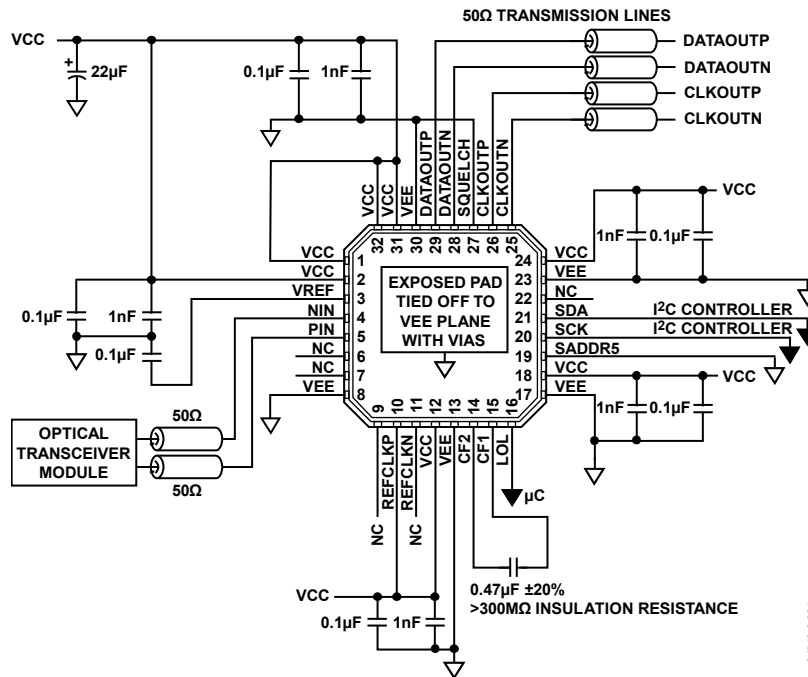 50Ω TRANSMISSION LINES
VCC
DATAOUTP
DATAOUTN
CLKOUTP
CLKOUTN
22µF
+
0.1µF
1nF
VCC
VCC
VEE
DATAOUTP
DATAOUTN
SQUELCH
CLKOUTP
CLKOUTN
32
31
30
29
28
27
26
25
VCC 1
VCC 2
VREF 3
NIN 4
PIN 5
NC 6
NC 7
VEE 8
EXPOSED PAD
TIED OFF TO
VEE PLANE
WITH VIAS
24 VCC
23 VEE
22 NC
21 SDA
20 SCK
19 SADDR5
18 VCC
17 VEE
VCC
1nF
0.1µF
I2C CONTROLLER
I2C CONTROLLER
VCC
1nF
0.1µF
0.1µF
1nF
0.1µF
OPTICAL
TRANSCEIVER
MODULE
50Ω
50Ω
9
10
11
12
13
14
15
16
NC
REFCLKP
REFCLKN
NC
VCC
VEE
CF2
CF1
LOL
µC
VCC
0.1µF
1nF
0.47µF ±20%
>300MΩ INSULATION RESISTANCE